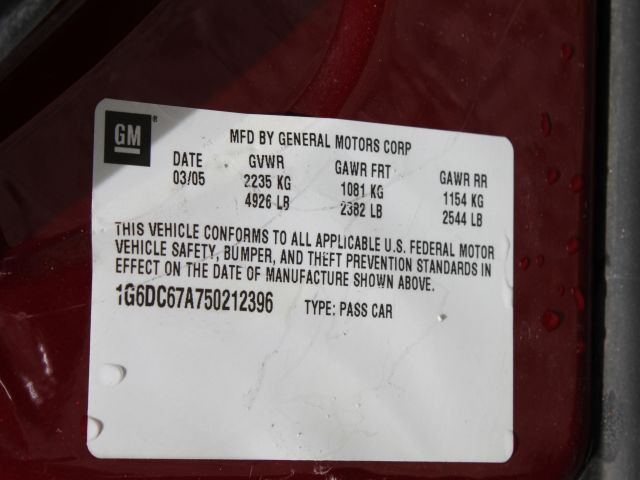 GM®
MFD BY GENERAL MOTORS CORP
DATE GVWR GAWR FRT GAWR RR
03/05 2235 KG 1081 KG 1154 KG
4926 LB 2382 LB 2544 LB
THIS VEHICLE CONFORMS TO ALL APPLICABLE U.S. FEDERAL MOTOR
VEHICLE SAFETY, BUMPER, AND THEFT PREVENTION STANDARDS IN
EFFECT ON THE DATE OF MANUFACTURE SHOWN ABOVE.
1G6DC67A750212396 TYPE: PASS CAR